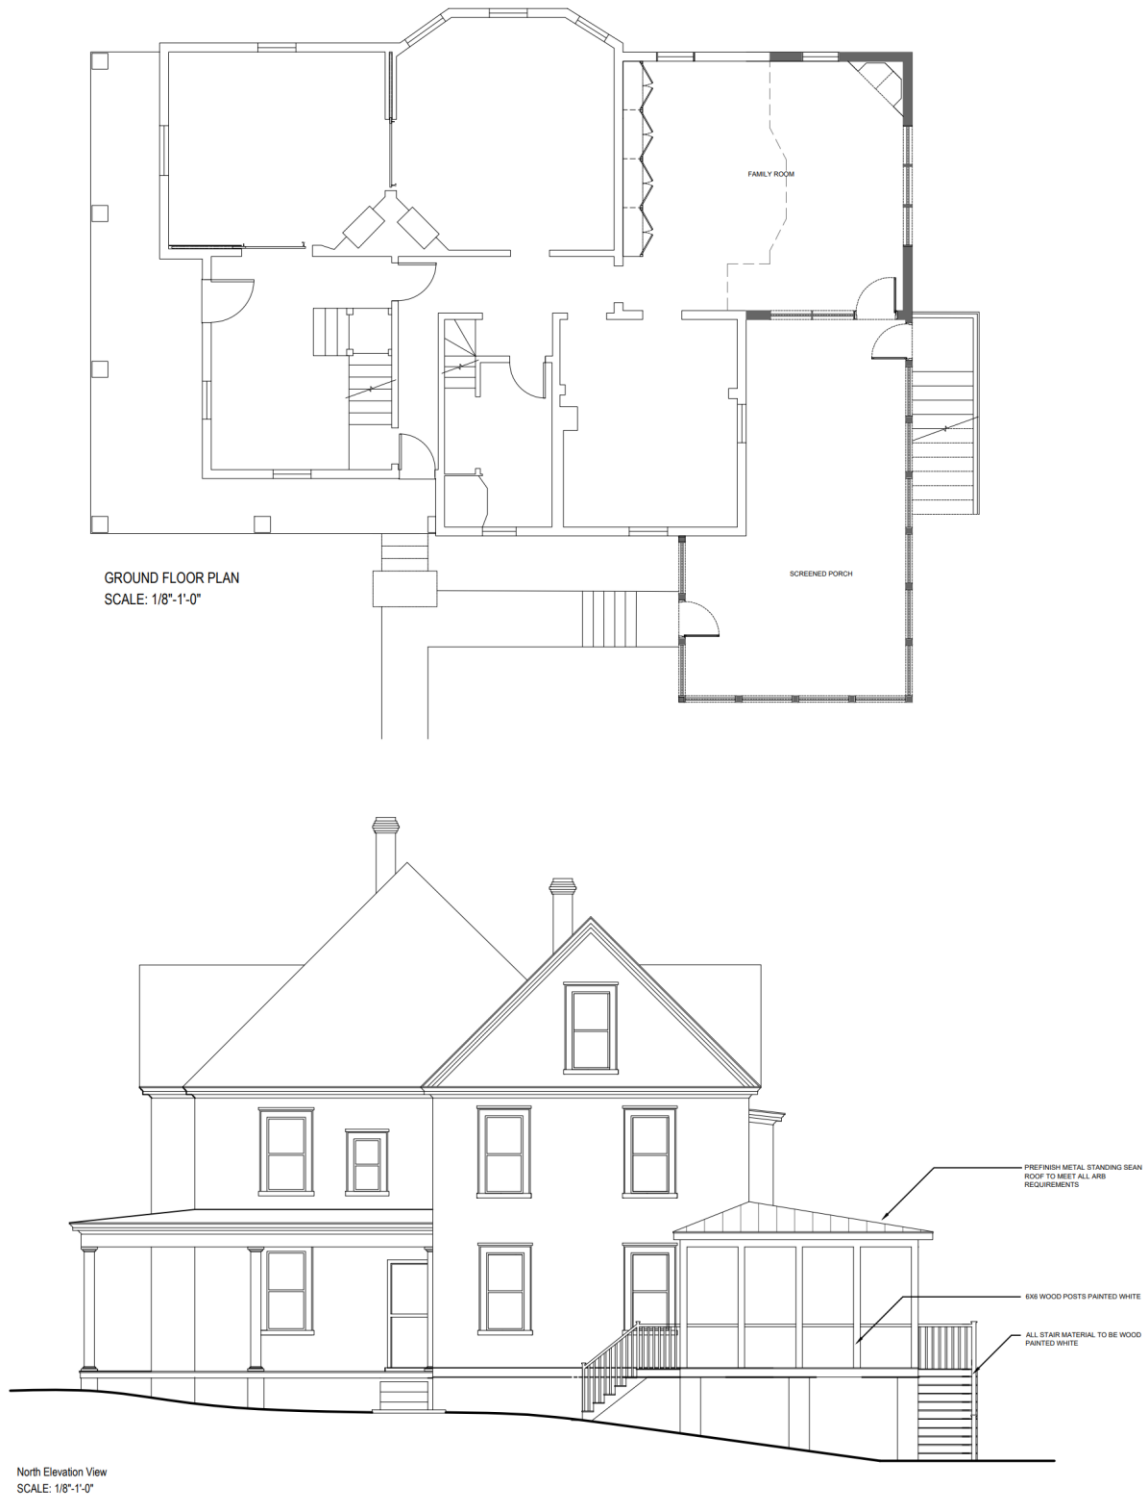 FAMILY ROOM
SCREENED PORCH
GROUND FLOOR PLAN
SCALE: 1/8"-1'-0"
PREFINISH METAL STANDING SEAN
ROOF TO MEET ALL ARB
REQUIREMENTS
6X6 WOOD POSTS PAINTED WHITE
ALL STAIR MATERIAL TO BE WOOD
PAINTED WHITE
North Elevation View
SCALE: 1/8"-1'-0"